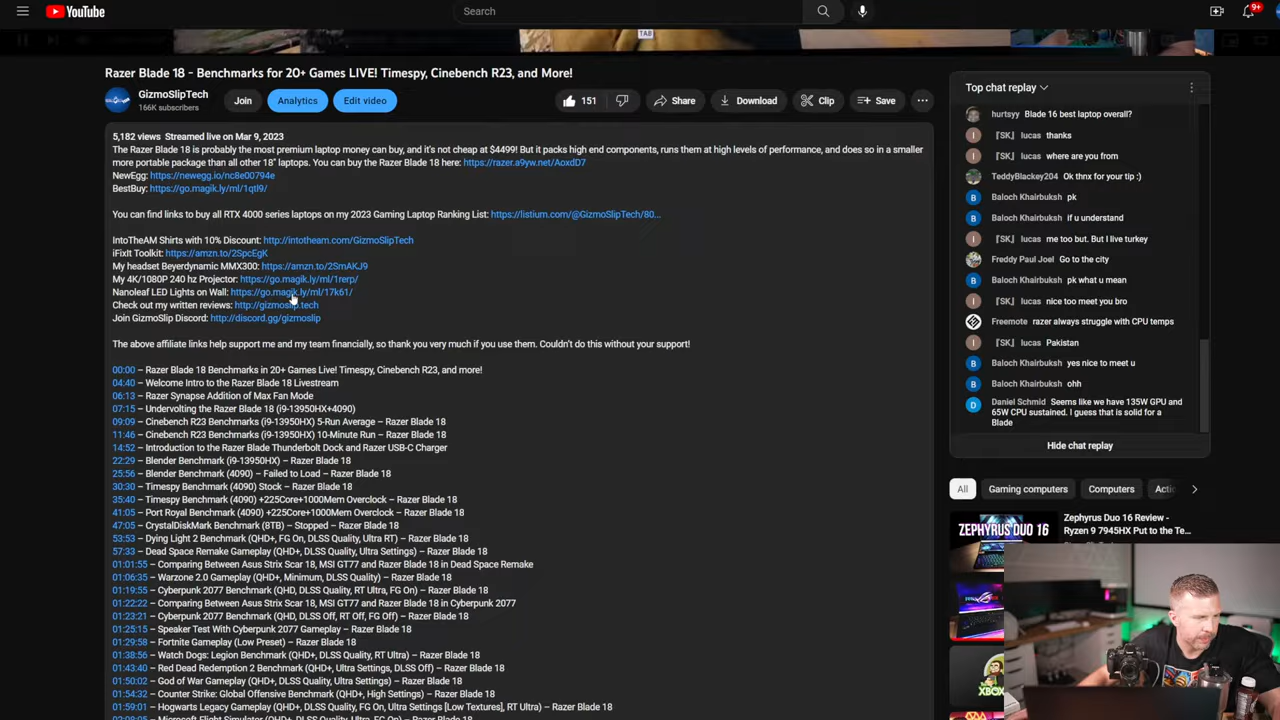 YouTube
Search
9+
TAB
Razer Blade 18 - Benchmarks for 20+ Games LIVE! Timespy, Cinebench R23, and More!
GizmoSlipTech
166K subscribers
Join
Analytics
Edit video
151
Share
Download
Clip
Save
5,182 views Streamed live on Mar 9, 2023
The Razer Blade 18 is probably the most premium laptop money can buy, and it's not cheap at $4499! But it packs high end components, runs them at high levels of performance, and does so in a smaller
more portable package than all other 18" laptops. You can buy the Razer Blade 18 here: https://razer.a9yw.net/AoxdD7
NewEgg: https://newegg.io/nc8e00794e
BestBuy: https://go.magik.ly/ml/1qtl9/
You can find links to buy all RTX 4000 series laptops on my 2023 Gaming Laptop Ranking List: https://listium.com/@GizmoSlipTech/80...
IntoTheAM Shirts with 10% Discount: http://intotheam.com/GizmoSlipTech
iFixIt Toolkit: https://amzn.to/2SpcEgK
My headset Beyerdynamic MMX300: https://amzn.to/2SmAKJ9
My 4K/1080P 240 hz Projector: https://go.magik.ly/ml/1rerp/
Nanoleaf LED Lights on Wall: https://go.magik.ly/ml/17k61/
Check out my written reviews: http://gizmoslip.tech
Join GizmoSlip Discord: http://discord.gg/gizmoslip
The above affiliate links help support me and my team financially, so thank you very much if you use them. Couldn't do this without your support!
00:00 – Razer Blade 18 Benchmarks in 20+ Games Live! Timespy, Cinebench R23, and more!
04:40 – Welcome Intro to the Razer Blade 18 Livestream
06:13 – Razer Synapse Addition of Max Fan Mode
07:15 – Undervolting the Razer Blade 18 (i9-13950HX+4090)
09:09 – Cinebench R23 Benchmarks (i9-13950HX) 5-Run Average – Razer Blade 18
11:46 – Cinebench R23 Benchmarks (i9-13950HX) 10-Minute Run – Razer Blade 18
14:52 – Introduction to the Razer Blade Thunderbolt Dock and Razer USB-C Charger
22:29 – Blender Benchmark (i9-13950HX) – Razer Blade 18
25:56 – Blender Benchmark (4090) – Failed to Load – Razer Blade 18
30:30 – Timespy Benchmark (4090) Stock – Razer Blade 18
35:40 – Timespy Benchmark (4090) +225Core+1000Mem Overclock – Razer Blade 18
41:05 – Port Royal Benchmark (4090) +225Core+1000Mem Overclock – Razer Blade 18
47:05 – CrystalDiskMark Benchmark (8TB) – Stopped – Razer Blade 18
53:53 – Dying Light 2 Benchmark (QHD+, FG On, DLSS Quality, Ultra RT) – Razer Blade 18
57:33 – Dead Space Remake Gameplay (QHD+, DLSS Quality, Ultra Settings) – Razer Blade 18
01:01:55 – Comparing Between Asus Strix Scar 18, MSI GT77 and Razer Blade 18 in Dead Space Remake
01:06:35 – Warzone 2.0 Gameplay (QHD+, Minimum, DLSS Quality) – Razer Blade 18
01:19:55 – Cyberpunk 2077 Benchmark (QHD, DLSS Quality, RT Ultra, FG On) – Razer Blade 18
01:22:22 – Comparing Between Asus Strix Scar 18, MSI GT77 and Razer Blade 18 in Cyberpunk 2077
01:23:21 – Cyberpunk 2077 Benchmark (QHD, DLSS Off, RT Off, FG Off) – Razer Blade 18
01:25:15 – Speaker Test With Cyberpunk 2077 Gameplay – Razer Blade 18
01:29:58 – Fortnite Gameplay (Low Preset) – Razer Blade 18
01:38:56 – Watch Dogs: Legion Benchmark (QHD+, DLSS Quality, RT Ultra) – Razer Blade 18
01:43:40 – Red Dead Redemption 2 Benchmark (QHD+, Ultra Settings, DLSS Off) – Razer Blade 18
01:50:02 – God of War Gameplay (QHD+, DLSS Quality, Ultra Settings) – Razer Blade 18
01:54:32 – Counter Strike: Global Offensive Benchmark (QHD+, High Settings) – Razer Blade 18
01:59:01 – Hogwarts Legacy Gameplay (QHD+, DLSS Quality, FG On, Ultra Settings [Low Textures], RT Ultra) – Razer Blade 18
02:08:05 – Microsoft Flight Simulator (QHD+, Ultra, FG On) – Razer Blade 18
Top chat replay
hurtsyy Blade 16 best laptop overall?
『SK』 lucas thanks
『SK』 lucas where are you from
TeddyBlackey204 Ok thnx for your tip :)
Baloch Khairbuksh pk
Baloch Khairbuksh if u understand
『SK』 lucas me too but. But I live turkey
Freddy Paul Joel Go to the city
Baloch Khairbuksh pk what u mean
『SK』 lucas nice too meet you bro
Freemote razer always struggle with CPU temps
『SK』 lucas Pakistan
Baloch Khairbuksh yes nice to meet u
Baloch Khairbuksh ohh
Daniel Schmid Seems like we have 135W GPU and
65W CPU sustained. I guess that is solid for a
Blade
Hide chat replay
All
Gaming computers
Computers
Actic
ZEPHYRUS DUO 16
Zephyrus Duo 16 Review -
Ryzen 9 7945HX Put to the Te...
XBO